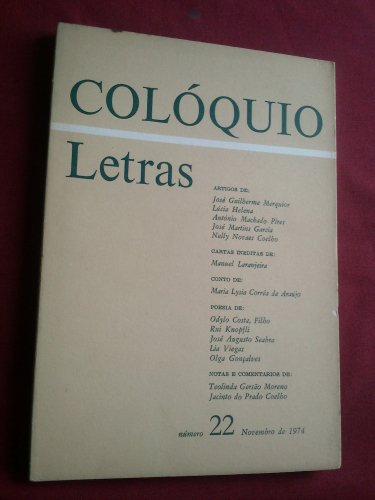 COLÓQUIO
Letras
ARTIGOS DE:
José Guilherme Merquior
Lúcia Helena
António Machado Pires
José Martins Garcia
Nelly Novaes Coelho
CARTAS INÉDITAS DE:
Manuel Laranjeira
CONTO DE:
Maria Lysia Corrêa de Araújo
POESIA DE:
Odylo Costa, Filho
Rui Knopfli
José Augusto Seabra
Lia Viegas
Olga Gonçalves
NOTAS E COMENTÁRIOS DE:
Teolinda Gersão Moreno
Jacinto do Prado Coelho
número 22 Novembro de 1974